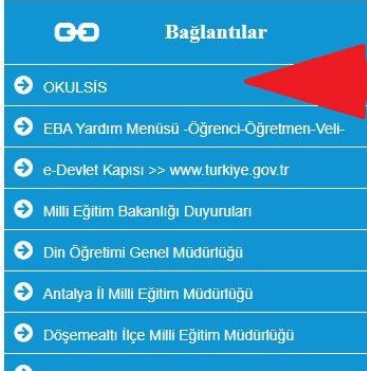 Bağlantılar
OKULSİS
EBA Yardım Menüsü -Öğrenci-Öğretmen-Veli-
e-Devlet Kapısı >> www.turkiye.gov.tr
Milli Eğitim Bakanlığı Duyuruları
Din Öğretimi Genel Müdürlüğü
Antalya İl Milli Eğitim Müdürlüğü
Döşemealtı İlçe Milli Eğitim Müdürlüğü